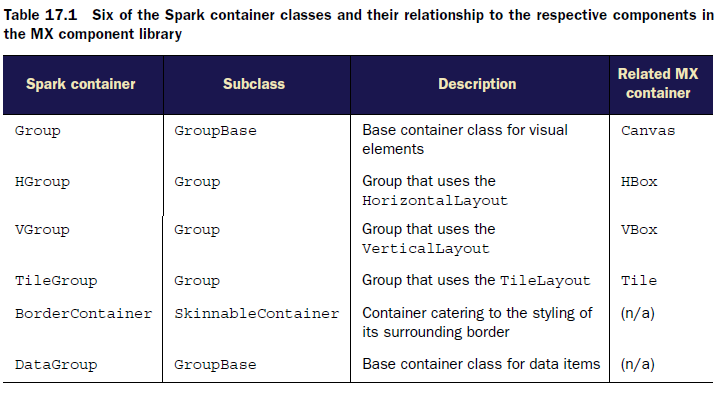 Table 17.1 Six of the Spark container classes and their relationship to the respective components in
the MX component library
Spark container Subclass Description Related MX container
Group GroupBase Base container class for visual elements Canvas
HGroup Group Group that uses the HorizontalLayout HBox
VGroup Group Group that uses the VerticalLayout VBox
TileGroup Group Group that uses the TileLayout Tile
BorderContainer SkinnableContainer Container catering to the styling of its surrounding border (n/a)
DataGroup GroupBase Base container class for data items (n/a)